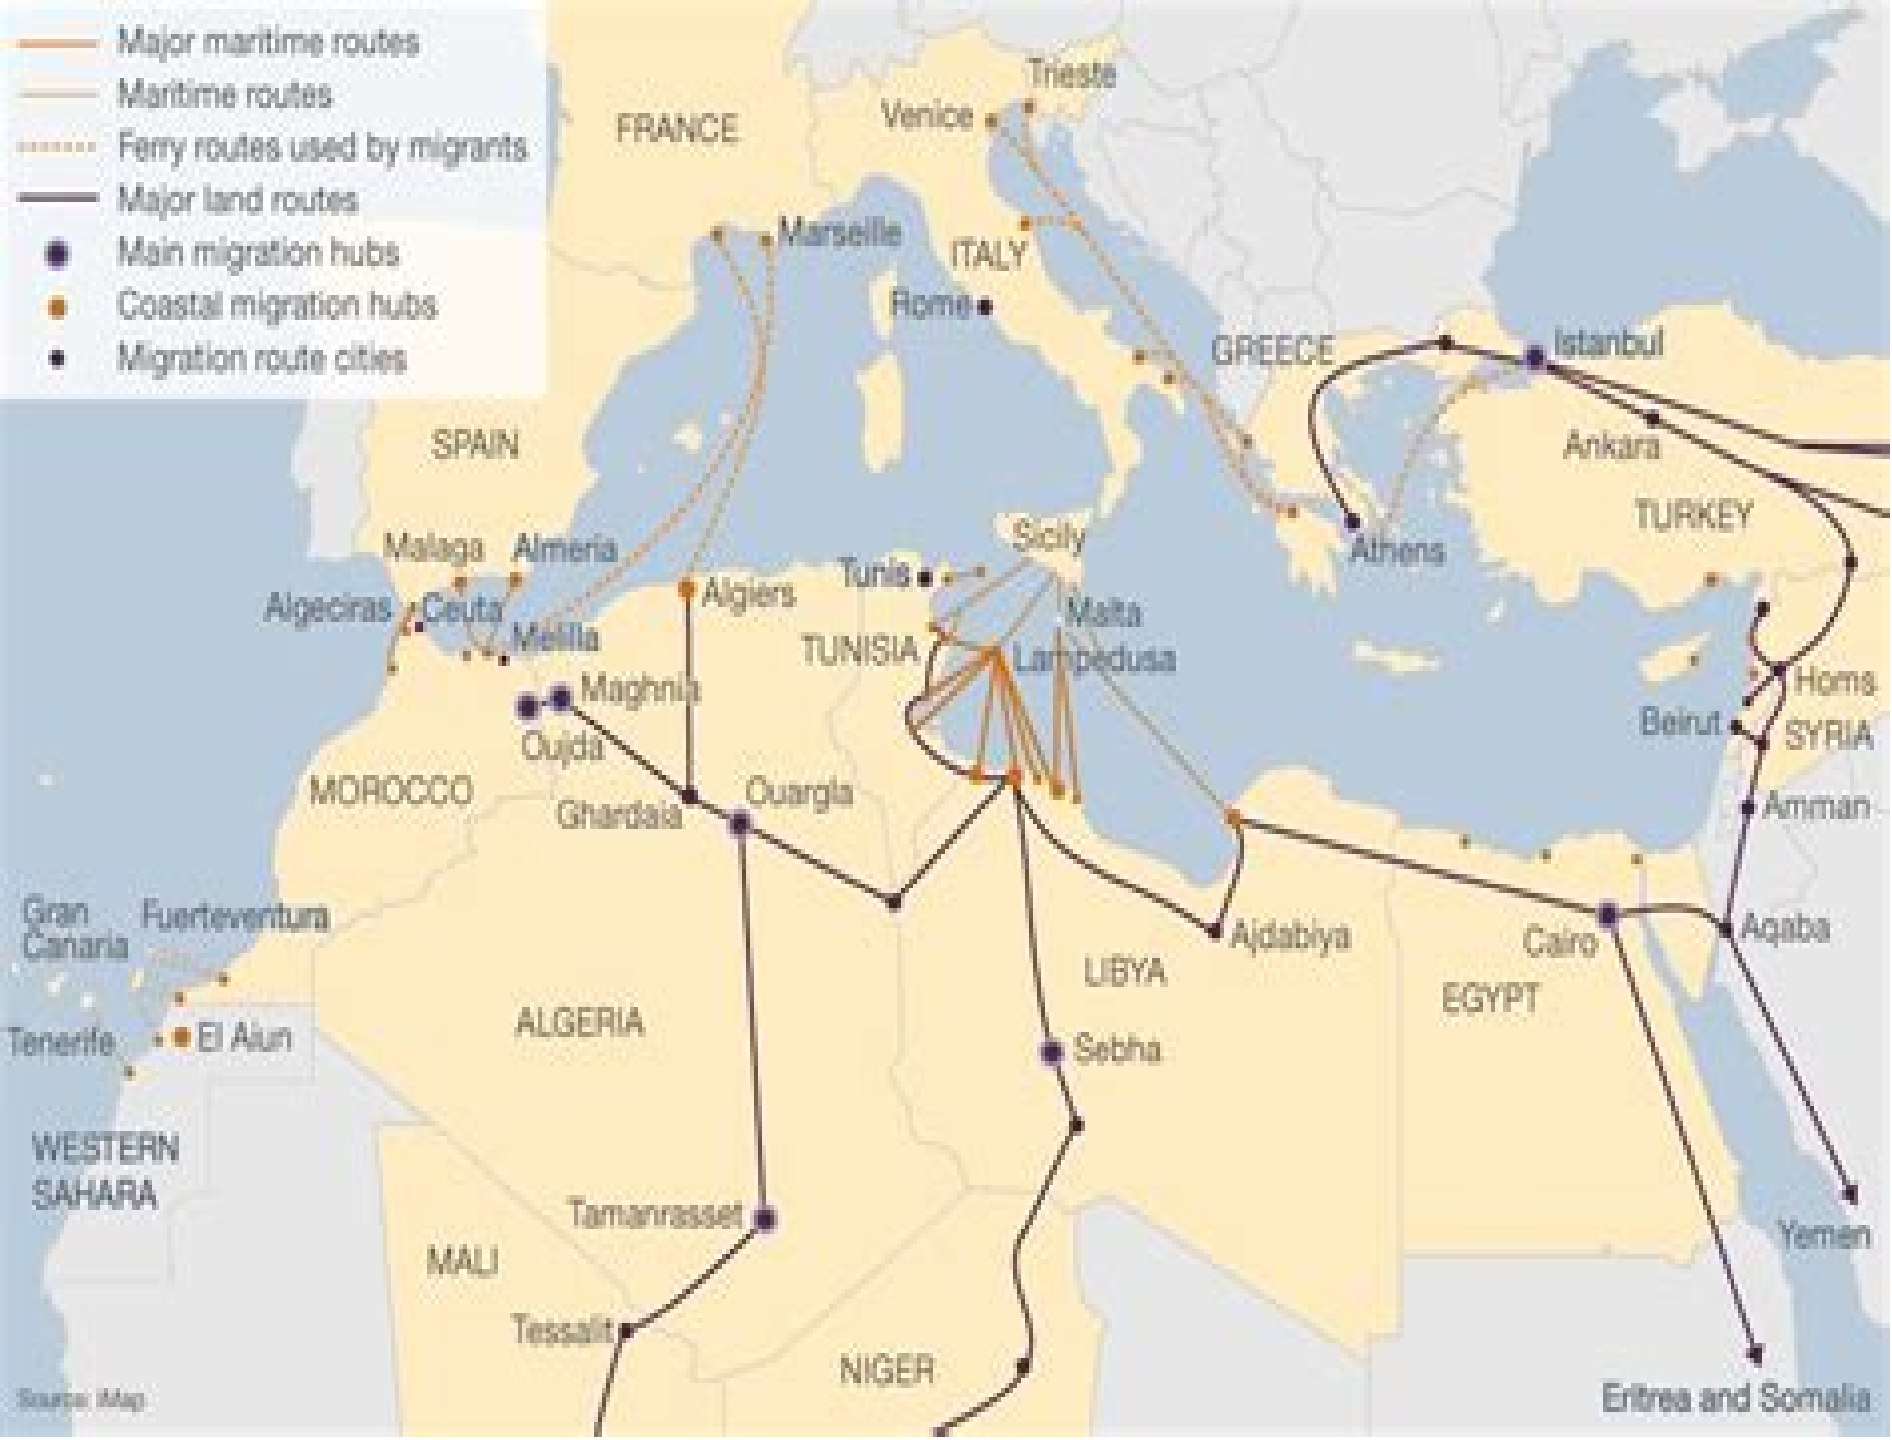 Major maritime routes
Maritime routes
Ferry routes used by migrants
Major land routes
Main migration hubs
Coastal migration hubs
Migration route cities
Trieste
Venice
FRANCE
Marseille
ITALY
Rome
GREECE
Istanbul
Ankara
SPAIN
TURKEY
Sicily
Malaga
Almeria
Athens
Tunis
Algiers
Algeciras
Ceuta
Malta
Melilla
TUNISIA
Lampedusa
Maghnia
Homs
Beirut
SYRIA
Oujda
MOROCCO
Ouargla
Ghardaia
Amman
Gran
Canaria
Fuerteventura
Ajdabiya
Cairo
Aqaba
LIBYA
EGYPT
ALGERIA
El Aiun
Tenerife
Sebha
WESTERN
SAHARA
Tamanrasset
Yemen
MALI
Tessalit
NIGER
Eritrea and Somalia
Source: iMap